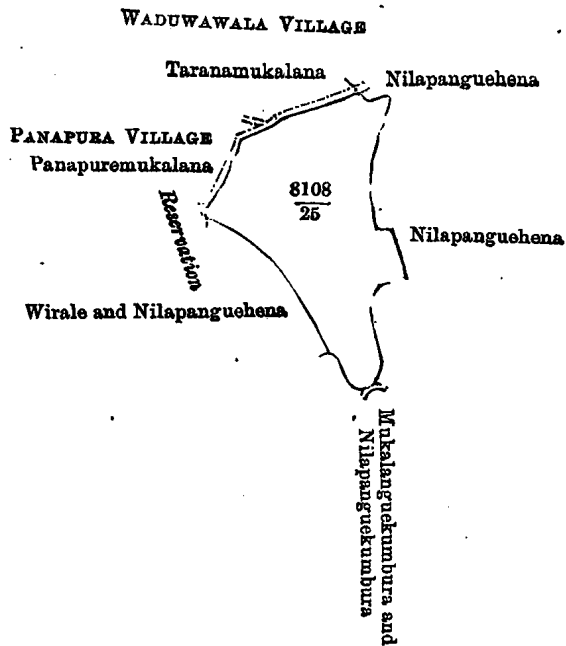 WADUWAWALA VILLAGE
Taranamukalana
Nilapanguehena
PANAPURA VILLAGE
Panapuremukalana
8108
25
Reservation
Nilapanguehena
Wirale and Nilapanguehena
Mukalanguekumbura and
Nilapanguekumbura